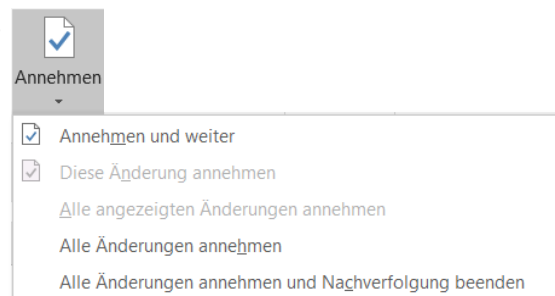 Annehmen
Annehmen und weiter
Diese Änderung annehmen
Alle angezeigten Änderungen annehmen
Alle Änderungen annehmen
Alle Änderungen annehmen und Nachverfolgung beenden